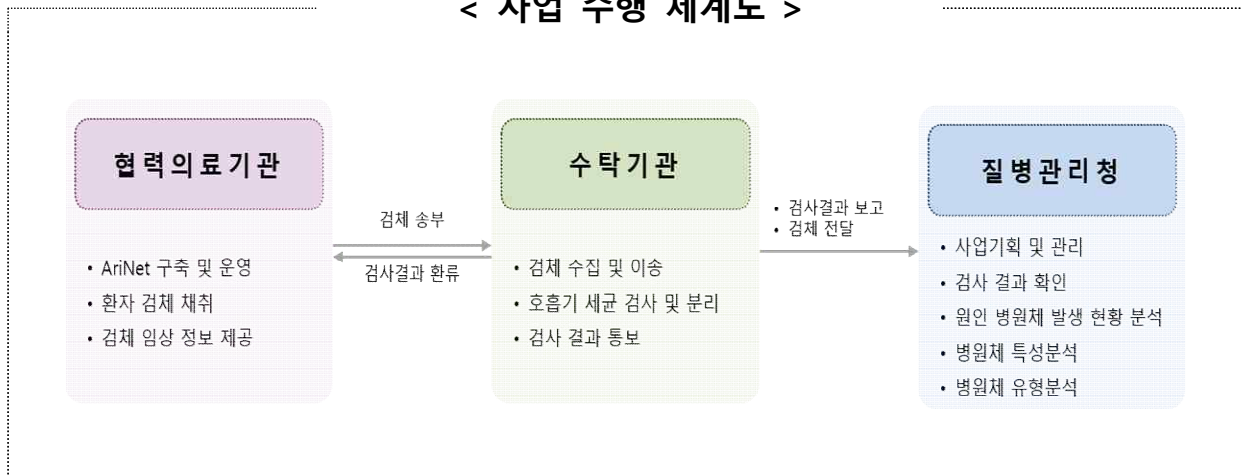 < 사업 수행 체계도 >
협력의료기관
• AriNet 구축 및 운영
• 환자 검체 채취
• 검체 임상 정보 제공
검체 송부
검사결과 환류
수탁기관
• 검체 수집 및 이송
• 호흡기 세균 검사 및 분리
• 검사 결과 통보
• 검사결과 보고
• 검체 전달
질병관리청
• 사업기획 및 관리
• 검사 결과 확인
• 원인 병원체 발생 현황 분석
• 병원체 특성분석
• 병원체 유형분석